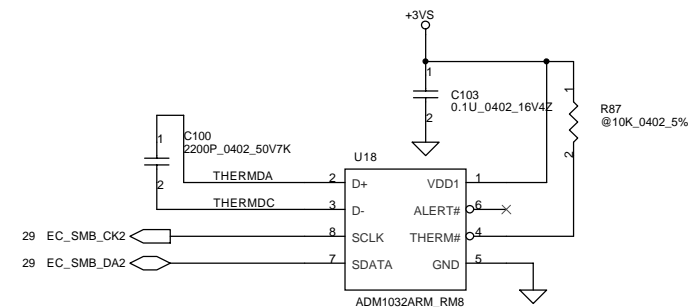 +3VS
1
C103
0.1U_0402_16V4Z
2
1
R87
@10K_0402_5%
2
1
C100
2200P_0402_50V7K
2
U18
THERMDA 2 D+ VDD1 1
THERMDC 3 D- ALERT# 6
29 EC_SMB_CK2 8 SCLK THERM# 4
29 EC_SMB_DA2 7 SDATA GND 5
ADM1032ARM_RM8